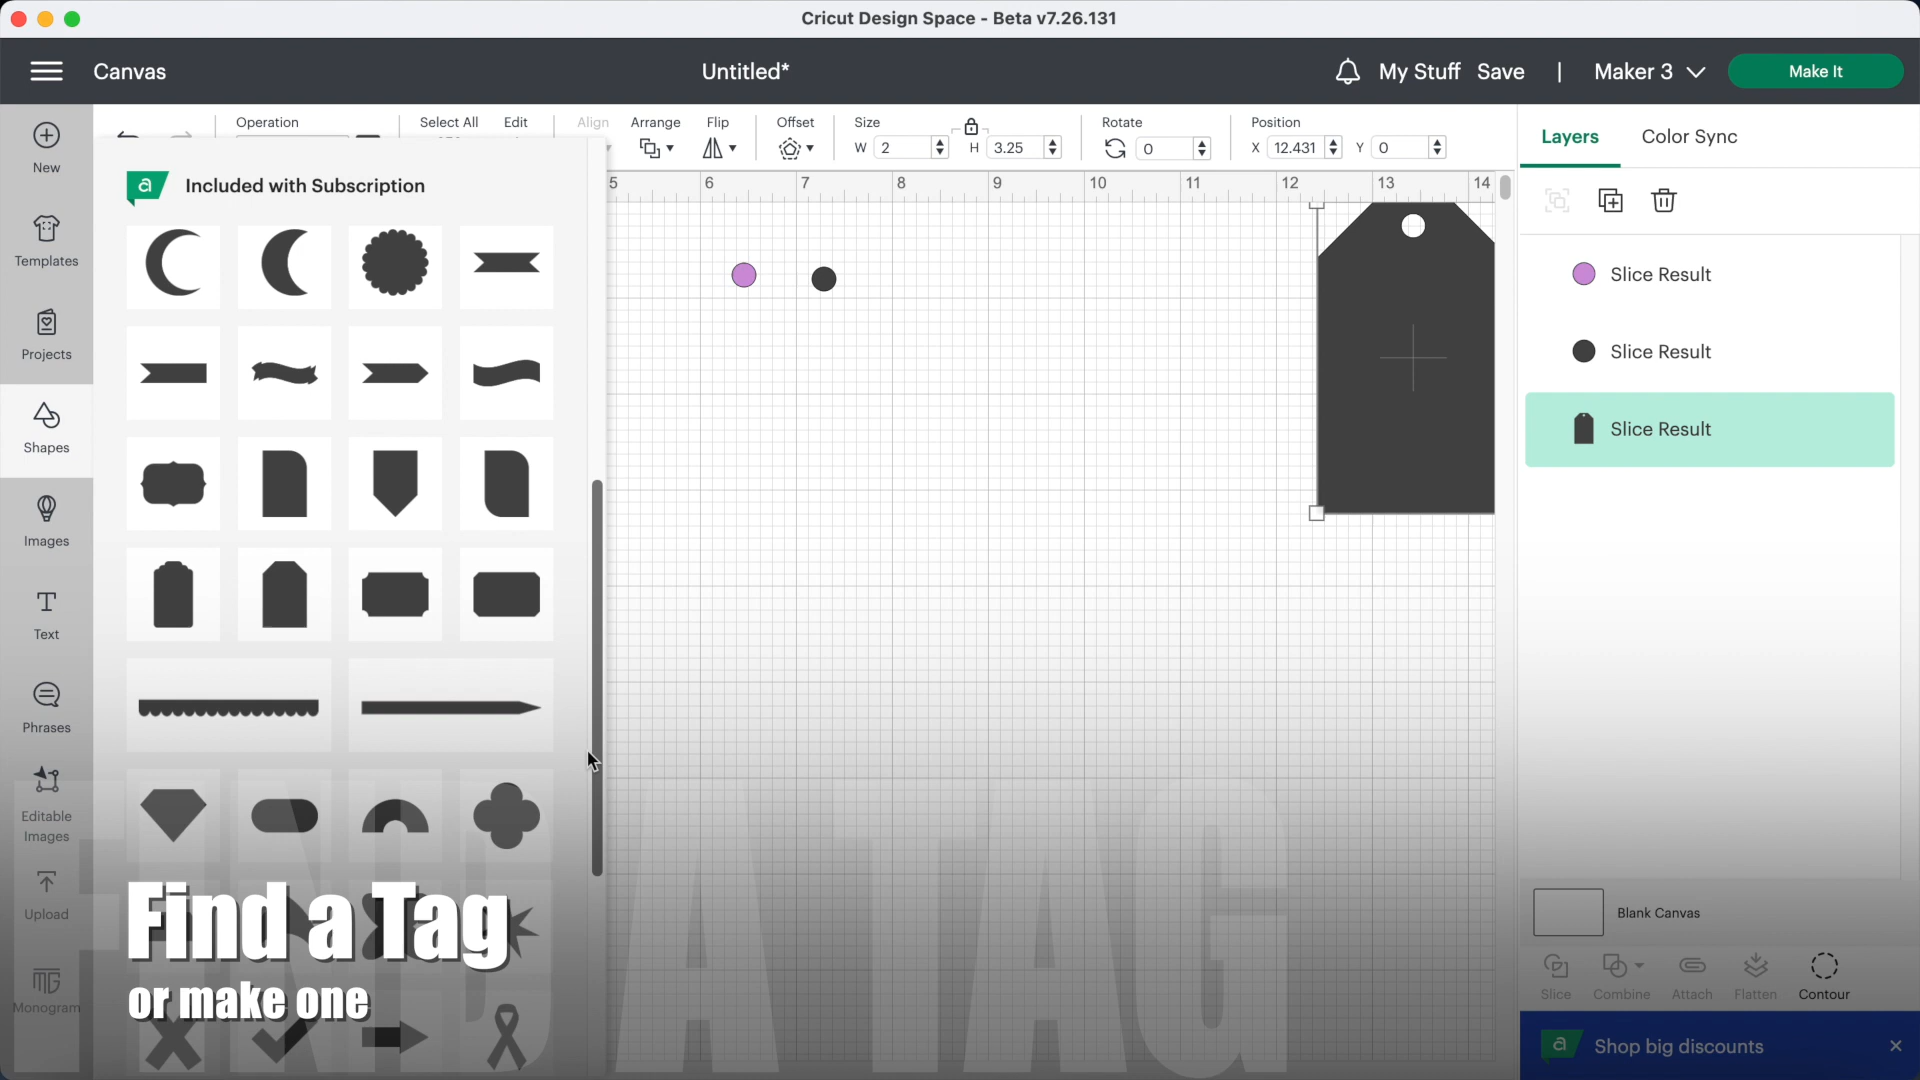 Cricut Design Space - Beta v7.26.131
Canvas
Untitled*
My Stuff
Save
|
Maker 3
Make It
New
Templates
Projects
Shapes
Images
Text
Phrases
Editable
Images
Upload
Monogram
Operation
Select All
Edit
Align
Arrange
Flip
Offset
Size
W 2
H 3.25
Rotate
0
Position
X 12.431
Y 0
a Included with Subscription
5 6 7 8 9 10 11 12 13 14
Layers
Color Sync
Slice Result
Slice Result
Slice Result
Blank Canvas
Slice
Combine
Attach
Flatten
Contour
a Shop big discounts
FIND A TAG
Find a Tag
or make one